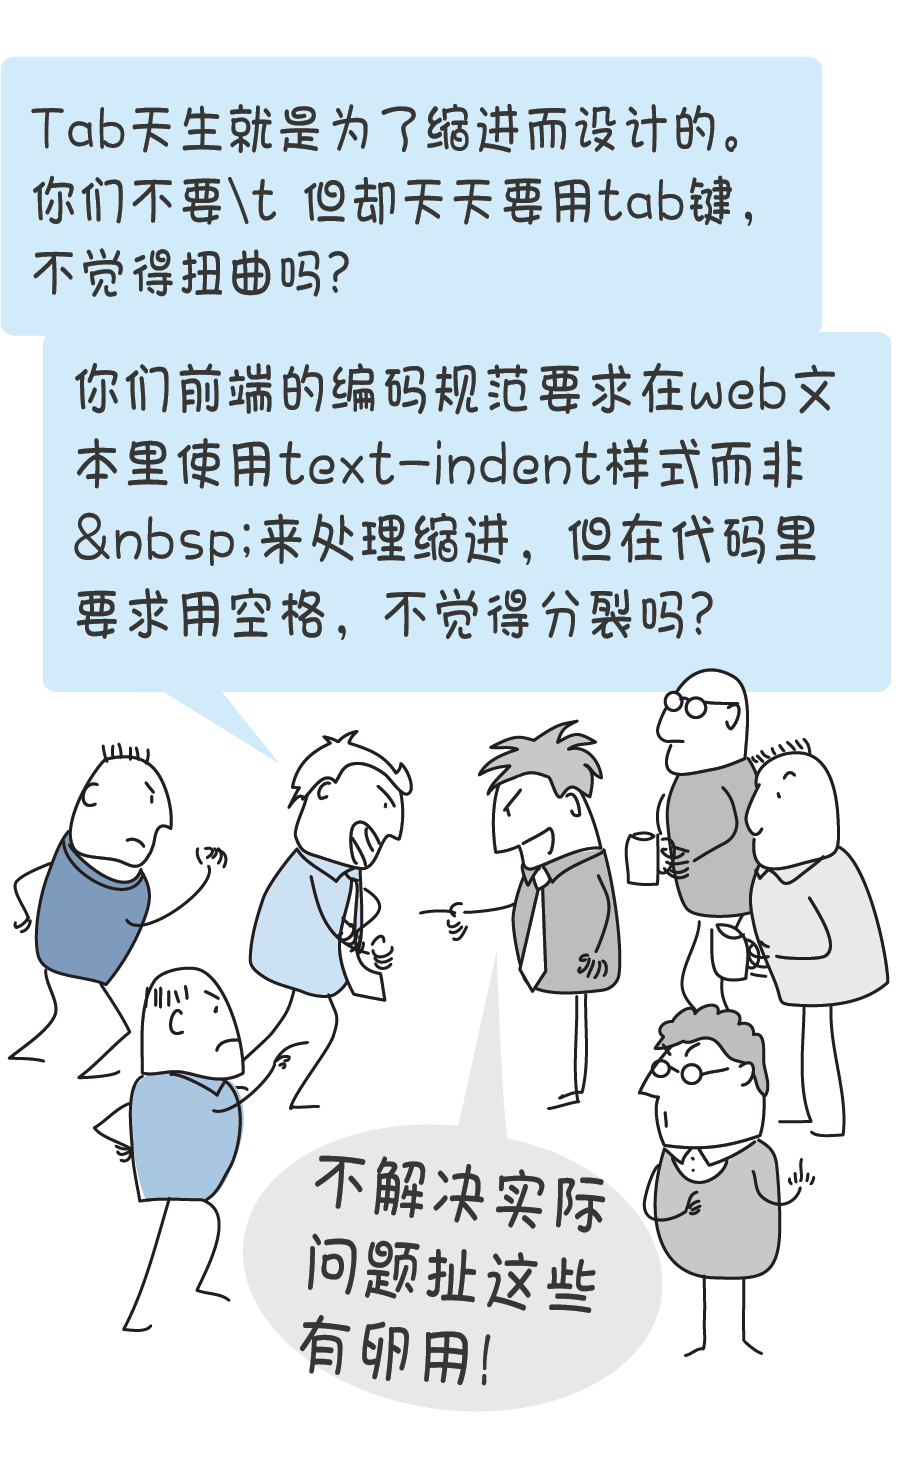 Tab天生就是为了缩进而设计的。
你们不要\t 但却天天要用tab键，
不觉得扭曲吗？
你们前端的编码规范要求在web文
本里使用text-indent样式而非
&nbsp;来处理缩进，但在代码里
要求用空格，不觉得分裂吗？
不解决实际
问题扯这些
有卵用！